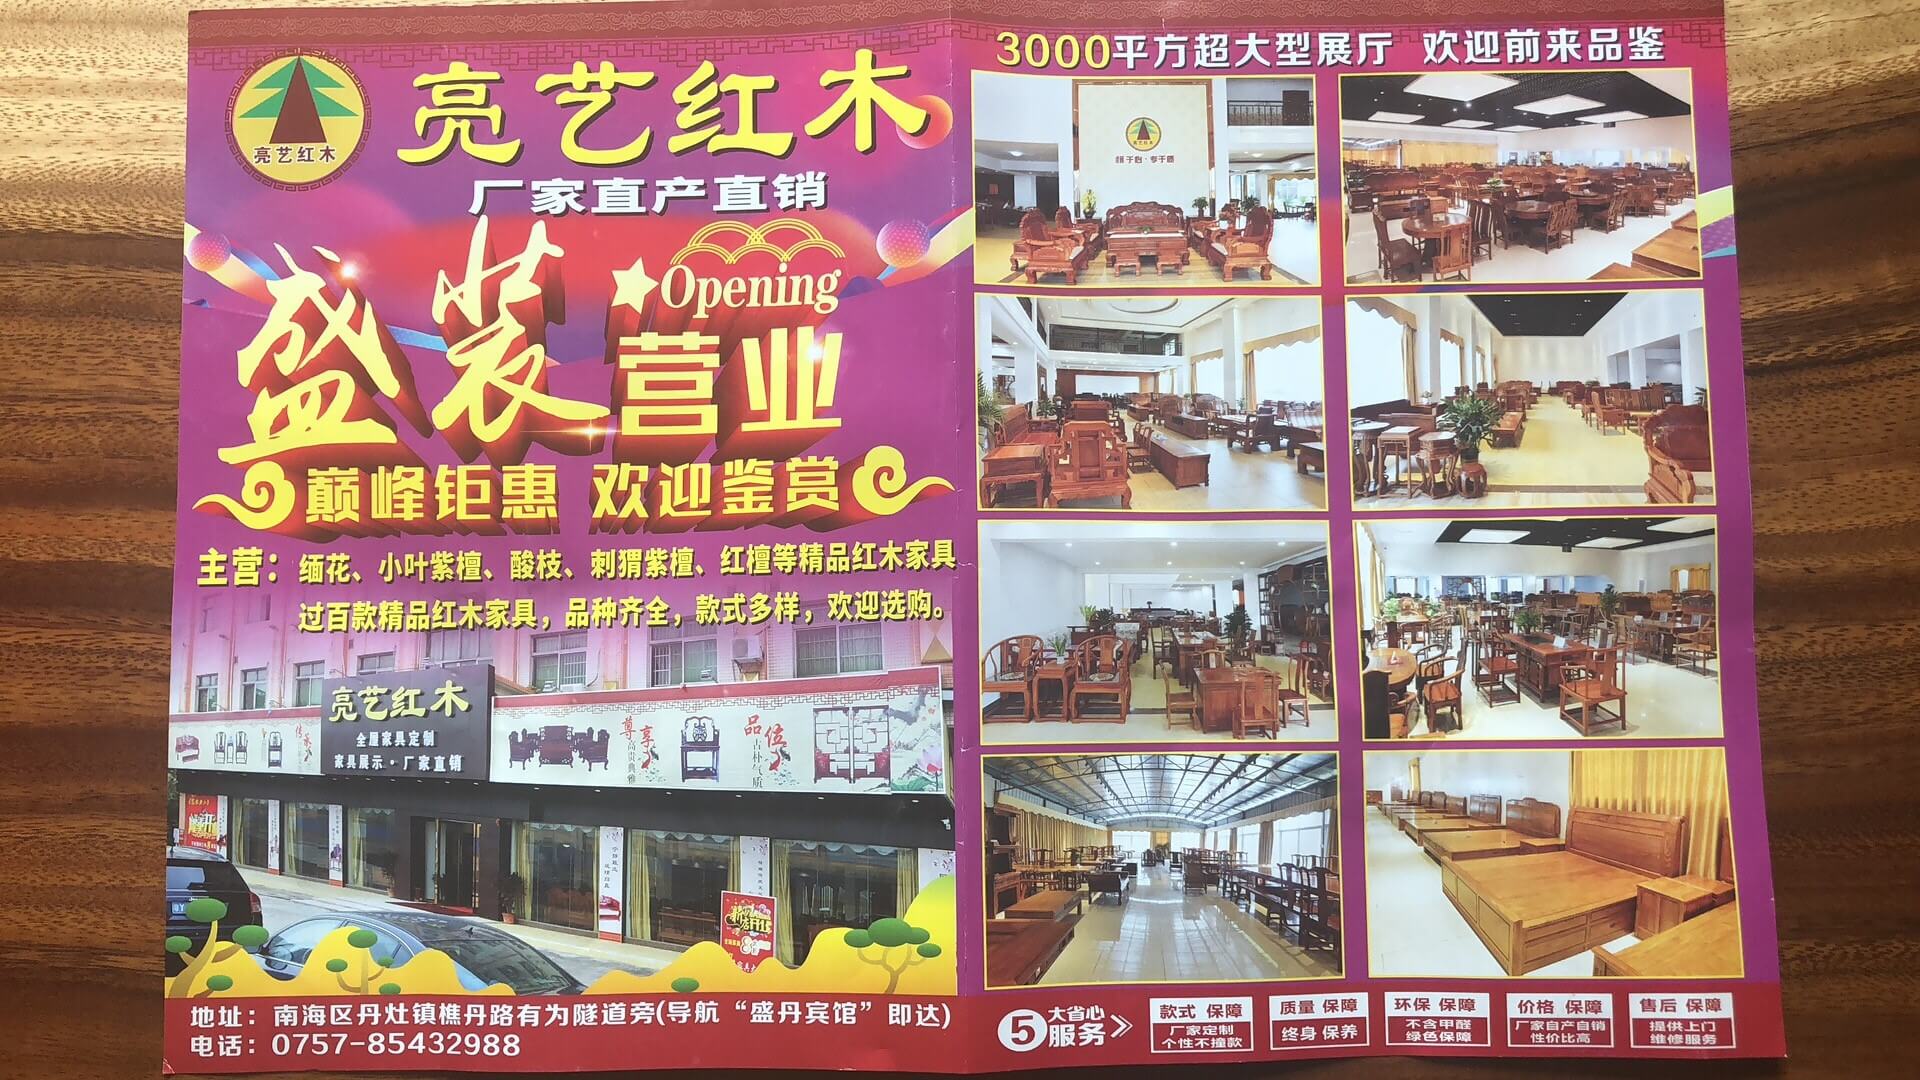 亮艺红木
亮艺红木
厂家直产直销
盛装
Opening
营业
巅峰钜惠 欢迎鉴赏
主营：缅花、小叶紫檀、酸枝、刺猬紫檀、红檀等精品红木家具
过百款精品红木家具，品种齐全，款式多样，欢迎选购。
亮艺红木
全屋家具定制
家具展示·厂家直销
尊享
高贵典雅
品位
古朴气质
地址：南海区丹灶镇樵丹路有为隧道旁(导航“盛丹宾馆”即达)
电话：0757-85432988
3000平方超大型展厅 欢迎前来品鉴
5大省心
服务
款式 保障
厂家定制
个性不撞款
质量 保障
终身 保养
环保 保障
不含甲醛
绿色保障
价格 保障
厂家自产自销
性价比高
售后 保障
提供上门
维修服务